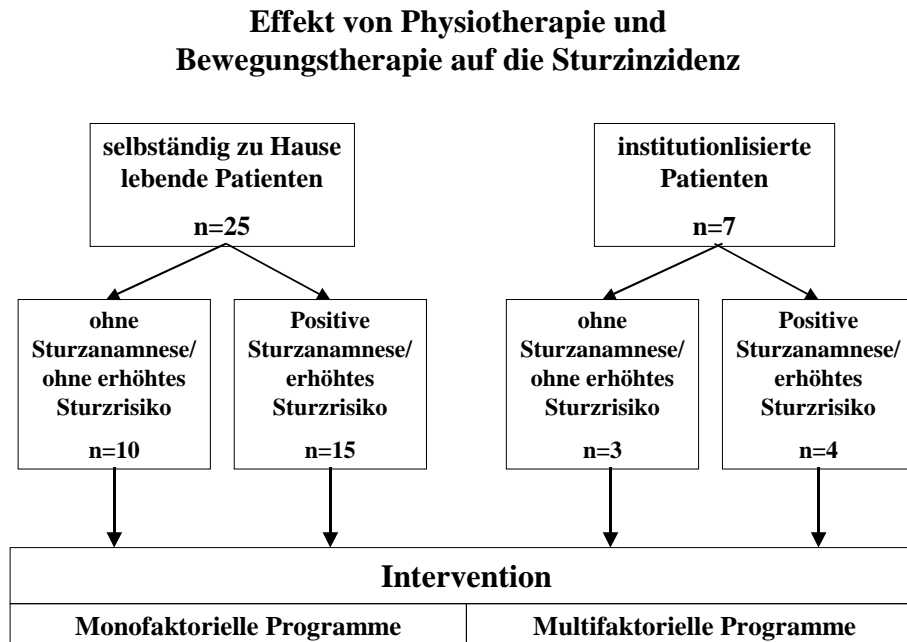 Effekt von Physiotherapie und
Bewegungstherapie auf die Sturzinzidenz
selbständig zu Hause
lebende Patienten
n=25
institutionlisierte
Patienten
n=7
ohne
Sturzanamnese/
ohne erhöhtes
Sturzrisiko
n=10
Positive
Sturzanamnese/
erhöhtes
Sturzrisiko
n=15
ohne
Sturzanamnese/
ohne erhöhtes
Sturzrisiko
n=3
Positive
Sturzanamnese/
erhöhtes
Sturzrisiko
n=4
Intervention
Monofaktorielle Programme
Multifaktorielle Programme